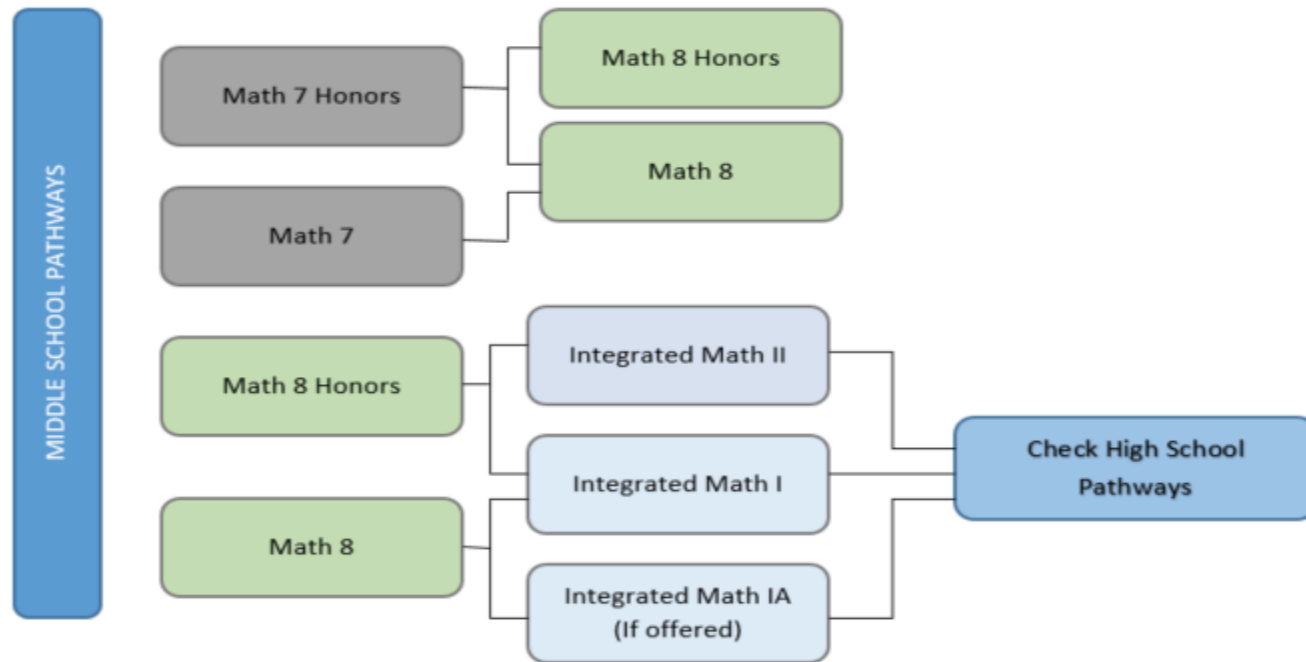 MIDDLE SCHOOL PATHWAYS
Math 7 Honors
Math 8 Honors
Math 8
Math 7
Math 8 Honors
Integrated Math II
Integrated Math I
Check High School
Pathways
Math 8
Integrated Math IA
(If offered)